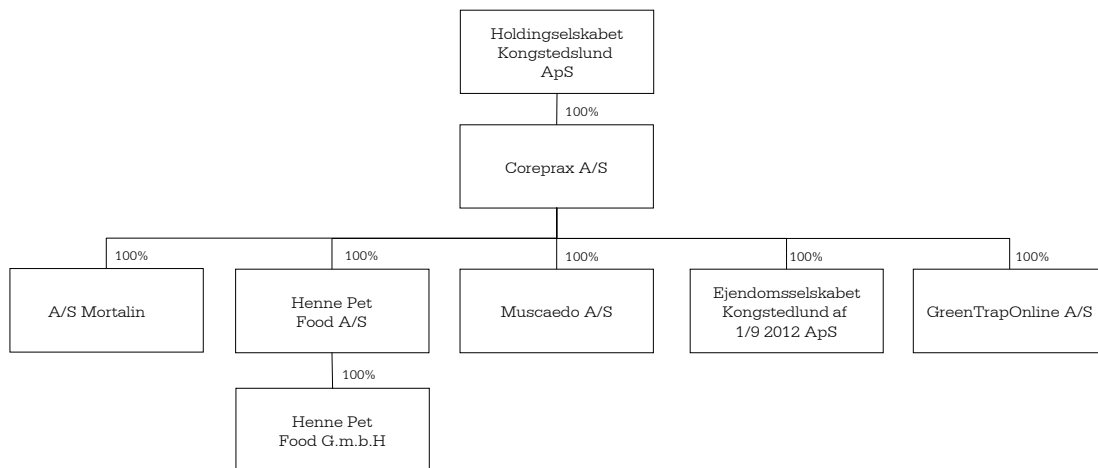 Holdingselskabet
Kongstedslund
ApS
100%
Coreprax A/S
100%
100%
100%
100%
100%
A/S Mortalin
Henne Pet
Food A/S
Muscaedo A/S
Ejendomsselskabet
Kongstedlund af
1/9 2012 ApS
GreenTrapOnline A/S
100%
Henne Pet
Food G.m.b.H